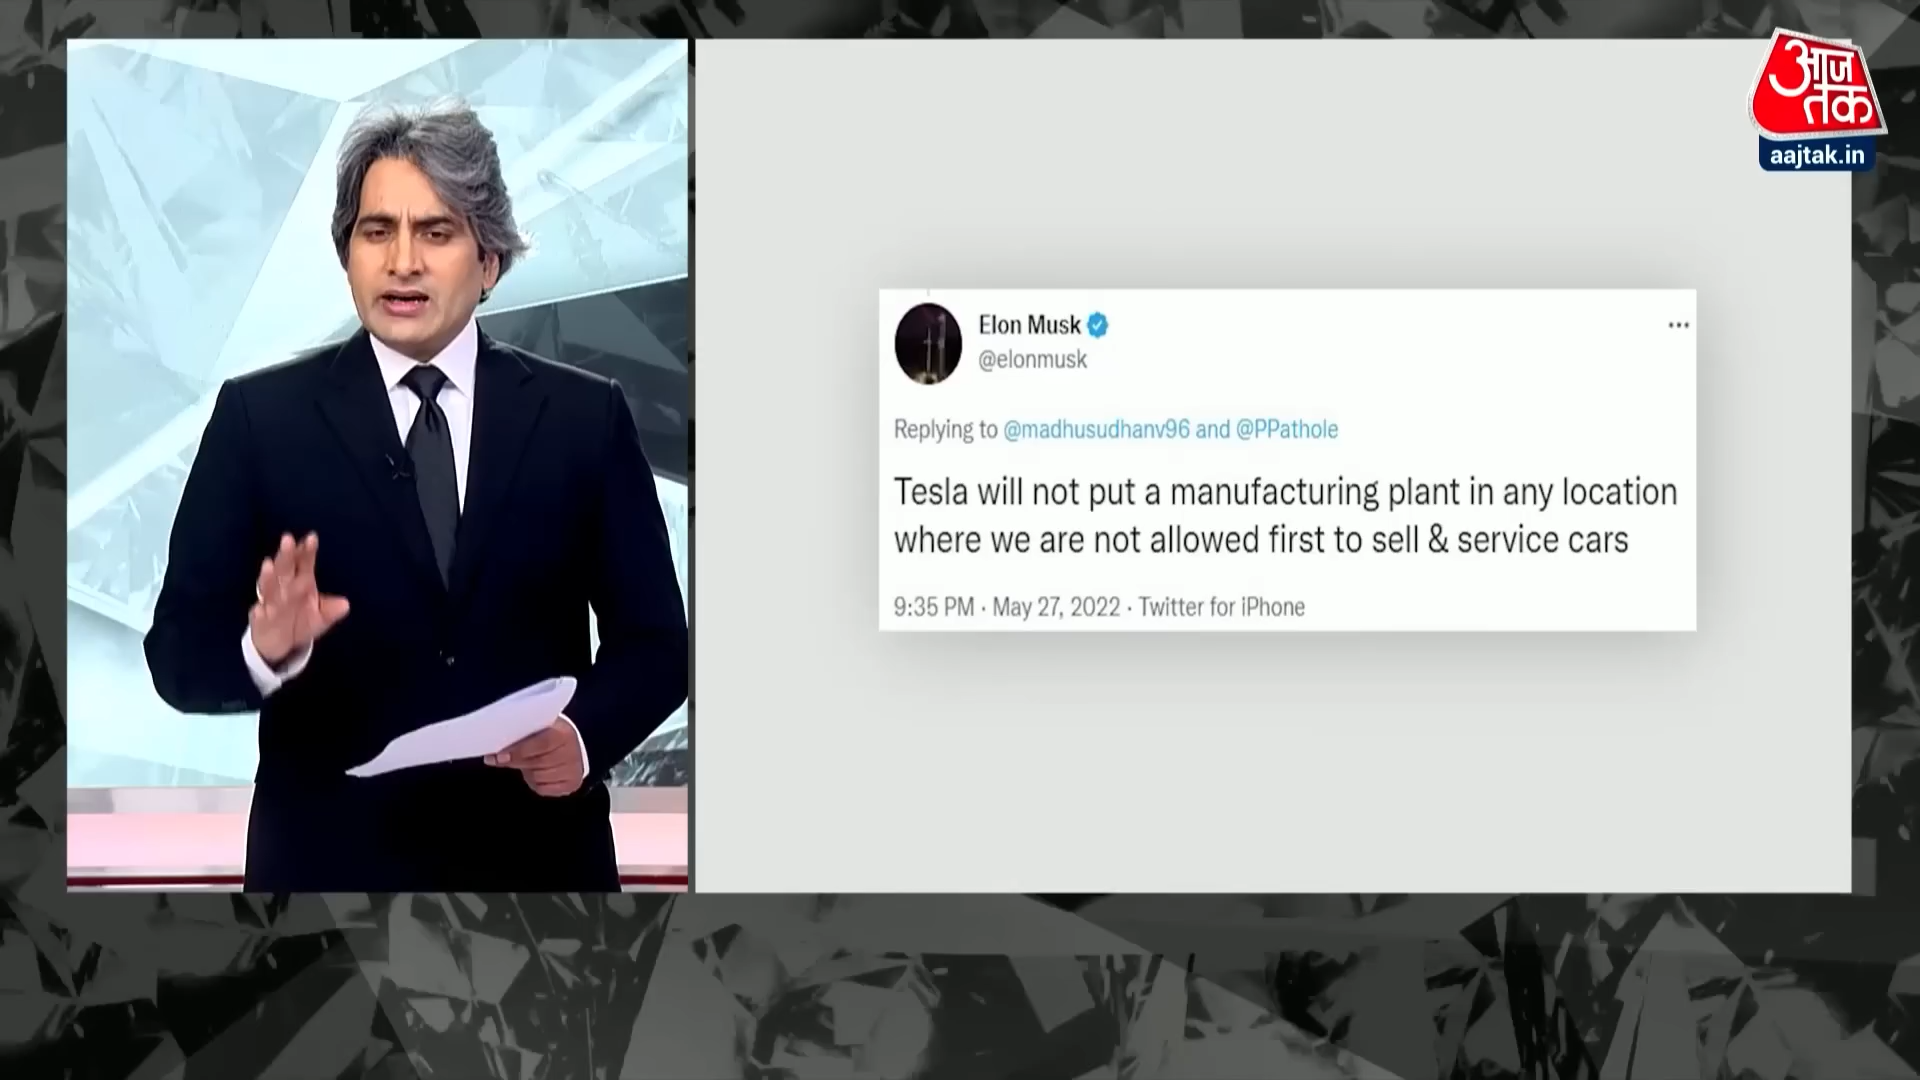 आज
तक
aajtak.in
Elon Musk
@elonmusk
Replying to @madhusudhanv96 and @PPathole
Tesla will not put a manufacturing plant in any location
where we are not allowed first to sell & service cars
9:35 PM · May 27, 2022 · Twitter for iPhone